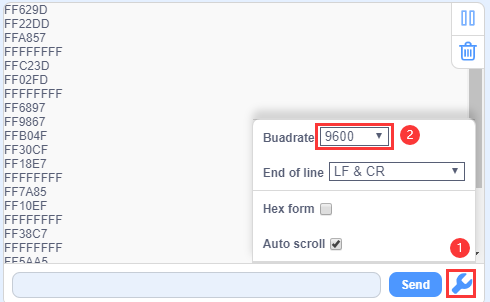 FF629D
FF22DD
FFA857
FFFFFFFF
FFC23D
FF02FD
FFFFFFFF
FF6897
FF9867
FFB04F
FF30CF
FF18E7
FFFFFFFF
FF7A85
FF10EF
FFFFFFFF
FF38C7
FFFFFFFF
FF5AA5
Buadrate 9600 2
End of line LF & CR
Hex form
Auto scroll
1
Send